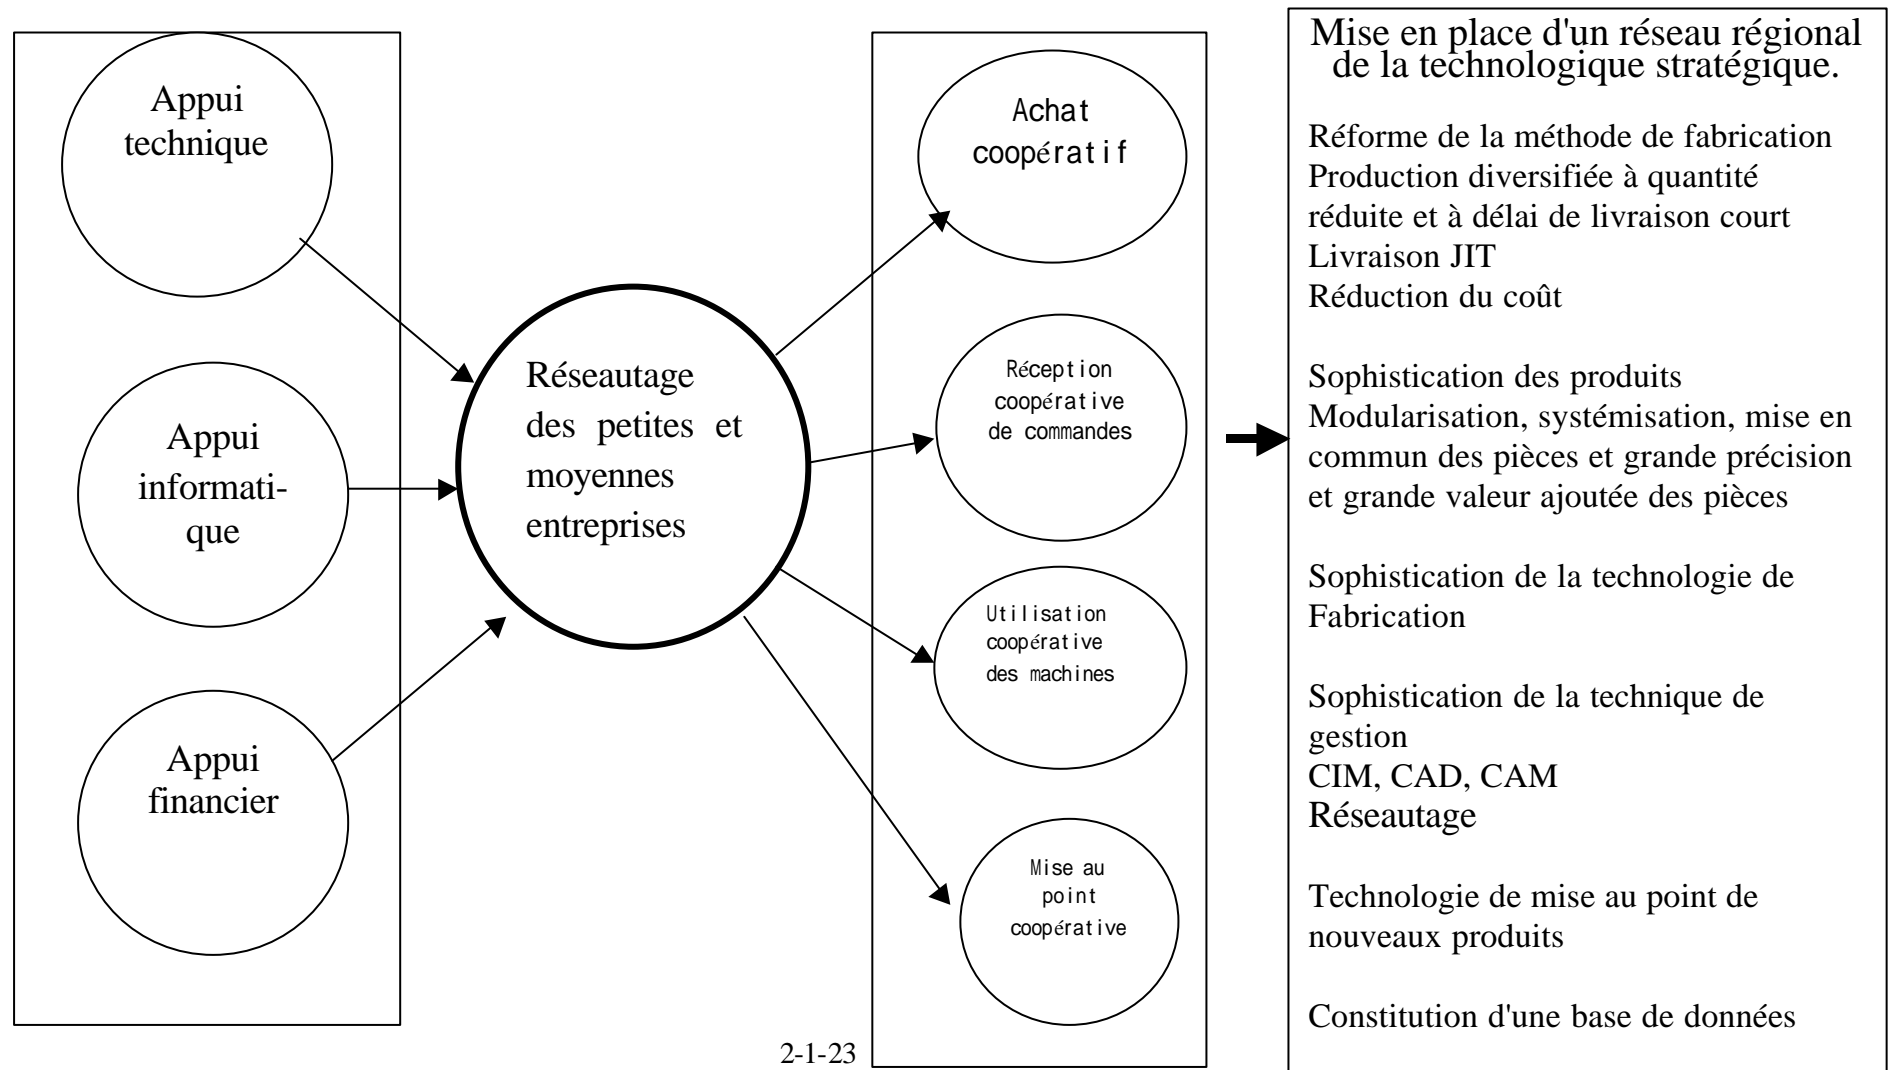 Appui
technique
Appui
informati-
que
Appui
financier
Réseautage
des petites et
moyennes
entreprises
Achat
coopératif
Réception
coopérative
de commandes
Utilisation
coopérative
des machines
Mise au
point
coopérative
Mise en place d'un réseau régional
de la technologique stratégique.
Réforme de la méthode de fabrication
Production diversifiée à quantité
réduite et à délai de livraison court
Livraison JIT
Réduction du coût
Sophistication des produits
Modularisation, systémisation, mise en
commun des pièces et grande précision
et grande valeur ajoutée des pièces
Sophistication de la technologie de
Fabrication
Sophistication de la technique de
gestion
CIM, CAD, CAM
Réseautage
Technologie de mise au point de
nouveaux produits
Constitution d'une base de données
2-1-23